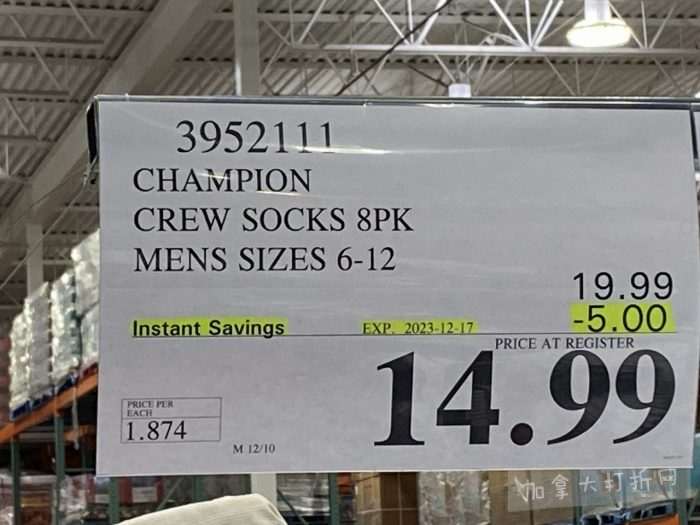 3952111
CHAMPION
CREW SOCKS 8PK
MENS SIZES 6-12
19.99
Instant Savings EXP. 2023-12-17 -5.00
PRICE AT REGISTER
14.99
PRICE PER
EACH
1.874
M 12/10
加拿大打折网